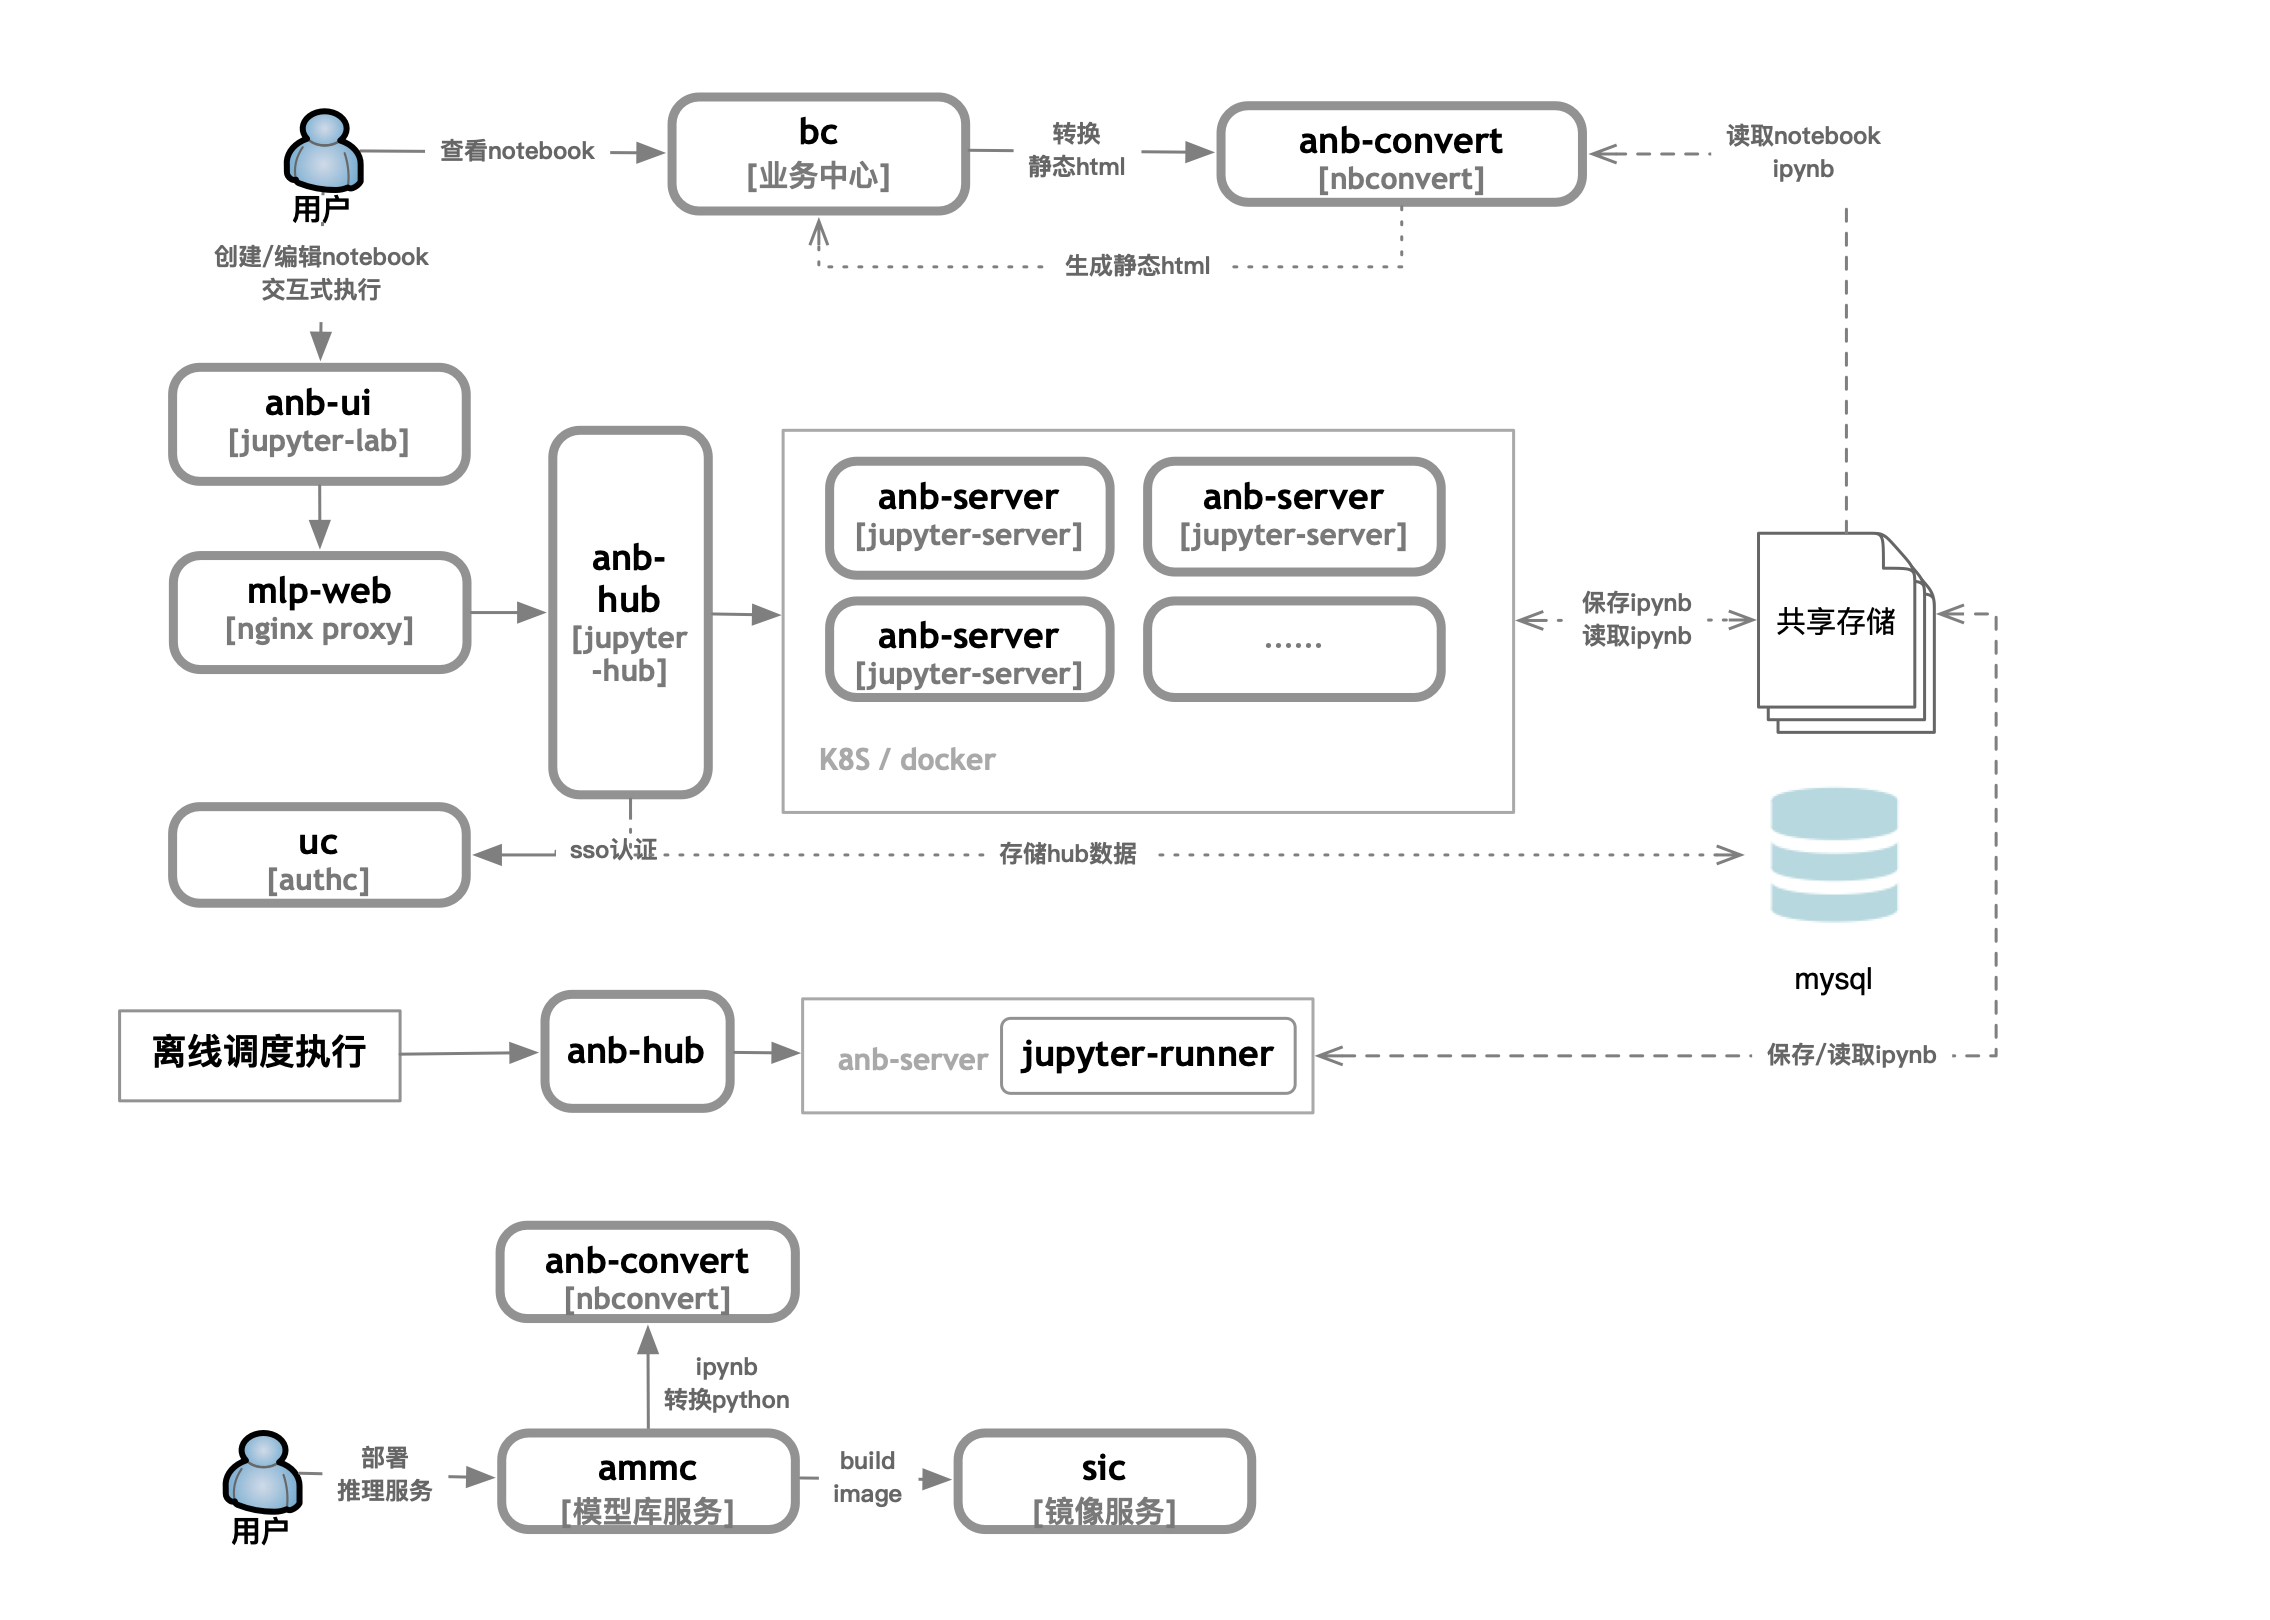 用户
查看notebook
bc
[业务中心]
转换
静态html
anb-convert
[nbconvert]
读取notebook
ipynb
生成静态html
创建/编辑notebook
交互式执行
anb-ui
[jupyter-lab]
mlp-web
[nginx proxy]
anb-
hub
[jupyter
-hub]
anb-server
[jupyter-server]
anb-server
[jupyter-server]
anb-server
[jupyter-server]
......
K8S / docker
保存ipynb
读取ipynb
共享存储
uc
[authc]
sso认证
存储hub数据
mysql
离线调度执行
anb-hub
anb-server
jupyter-runner
保存/读取ipynb
anb-convert
[nbconvert]
ipynb
转换python
用户
部署
推理服务
ammc
[模型库服务]
build
image
sic
[镜像服务]